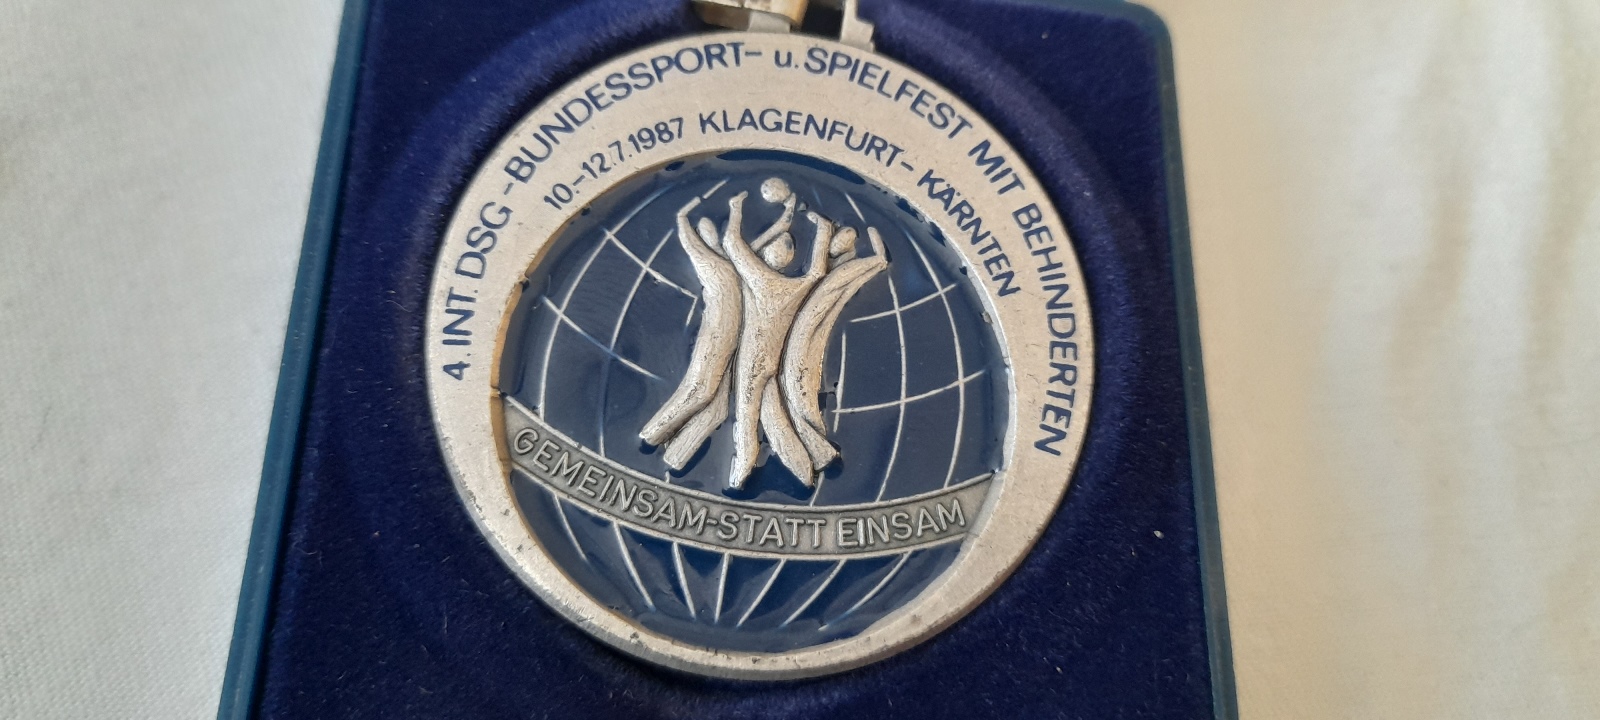 4. INT. DSG-BUNDESSPORT- u. SPIELFEST MIT BEHINDERTEN
10.-12.7.1987 KLAGENFURT- KÄRNTEN
GEMEINSAM-STATT EINSAM